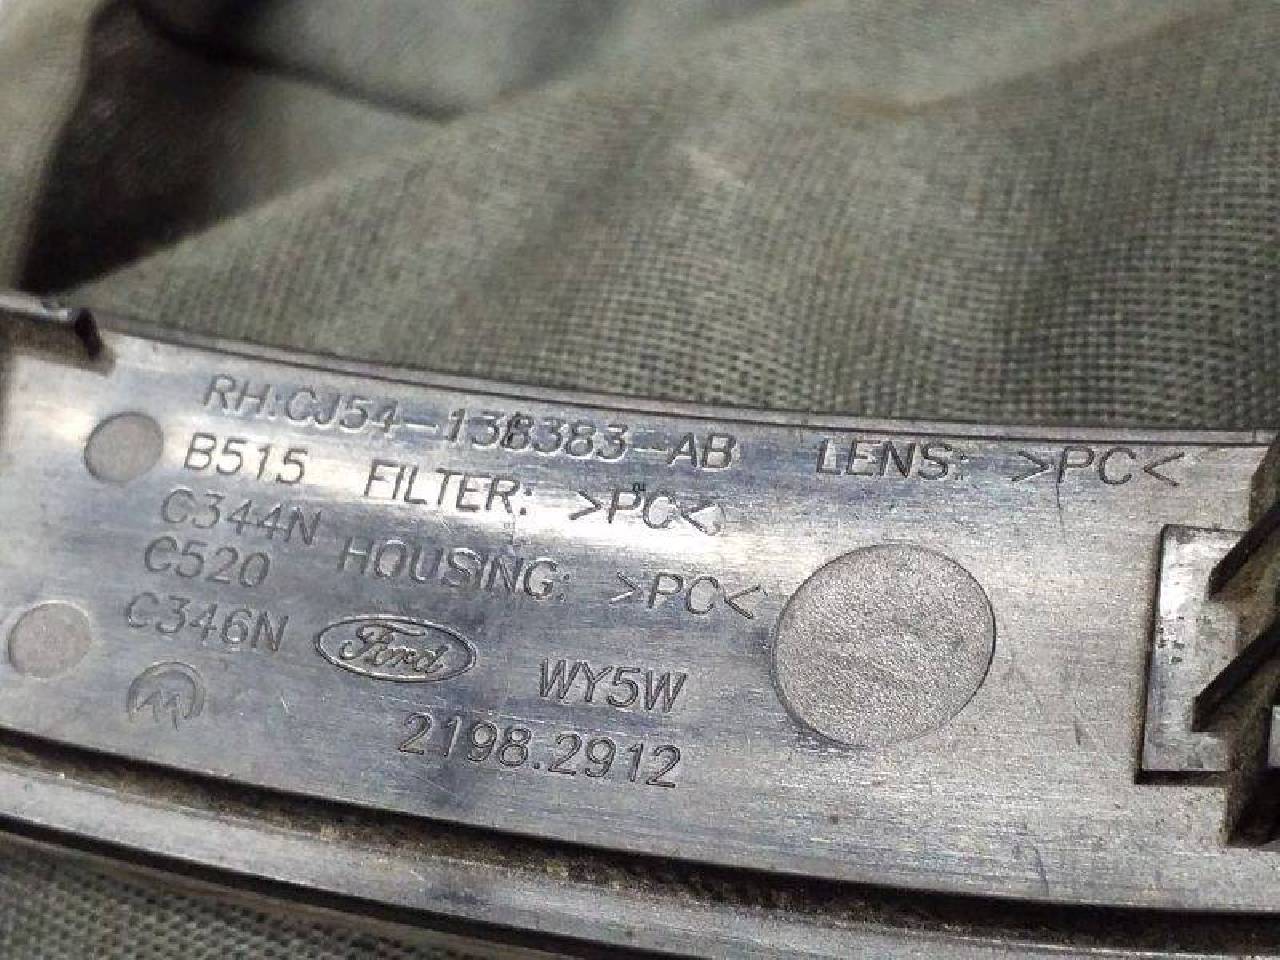 RH:CJ54-13B383-AB LENS: >PC<
B515 FILTER: >PC<
C344N HOUSING: >PC<
C520
C346N Ford WY5W
2198.2912